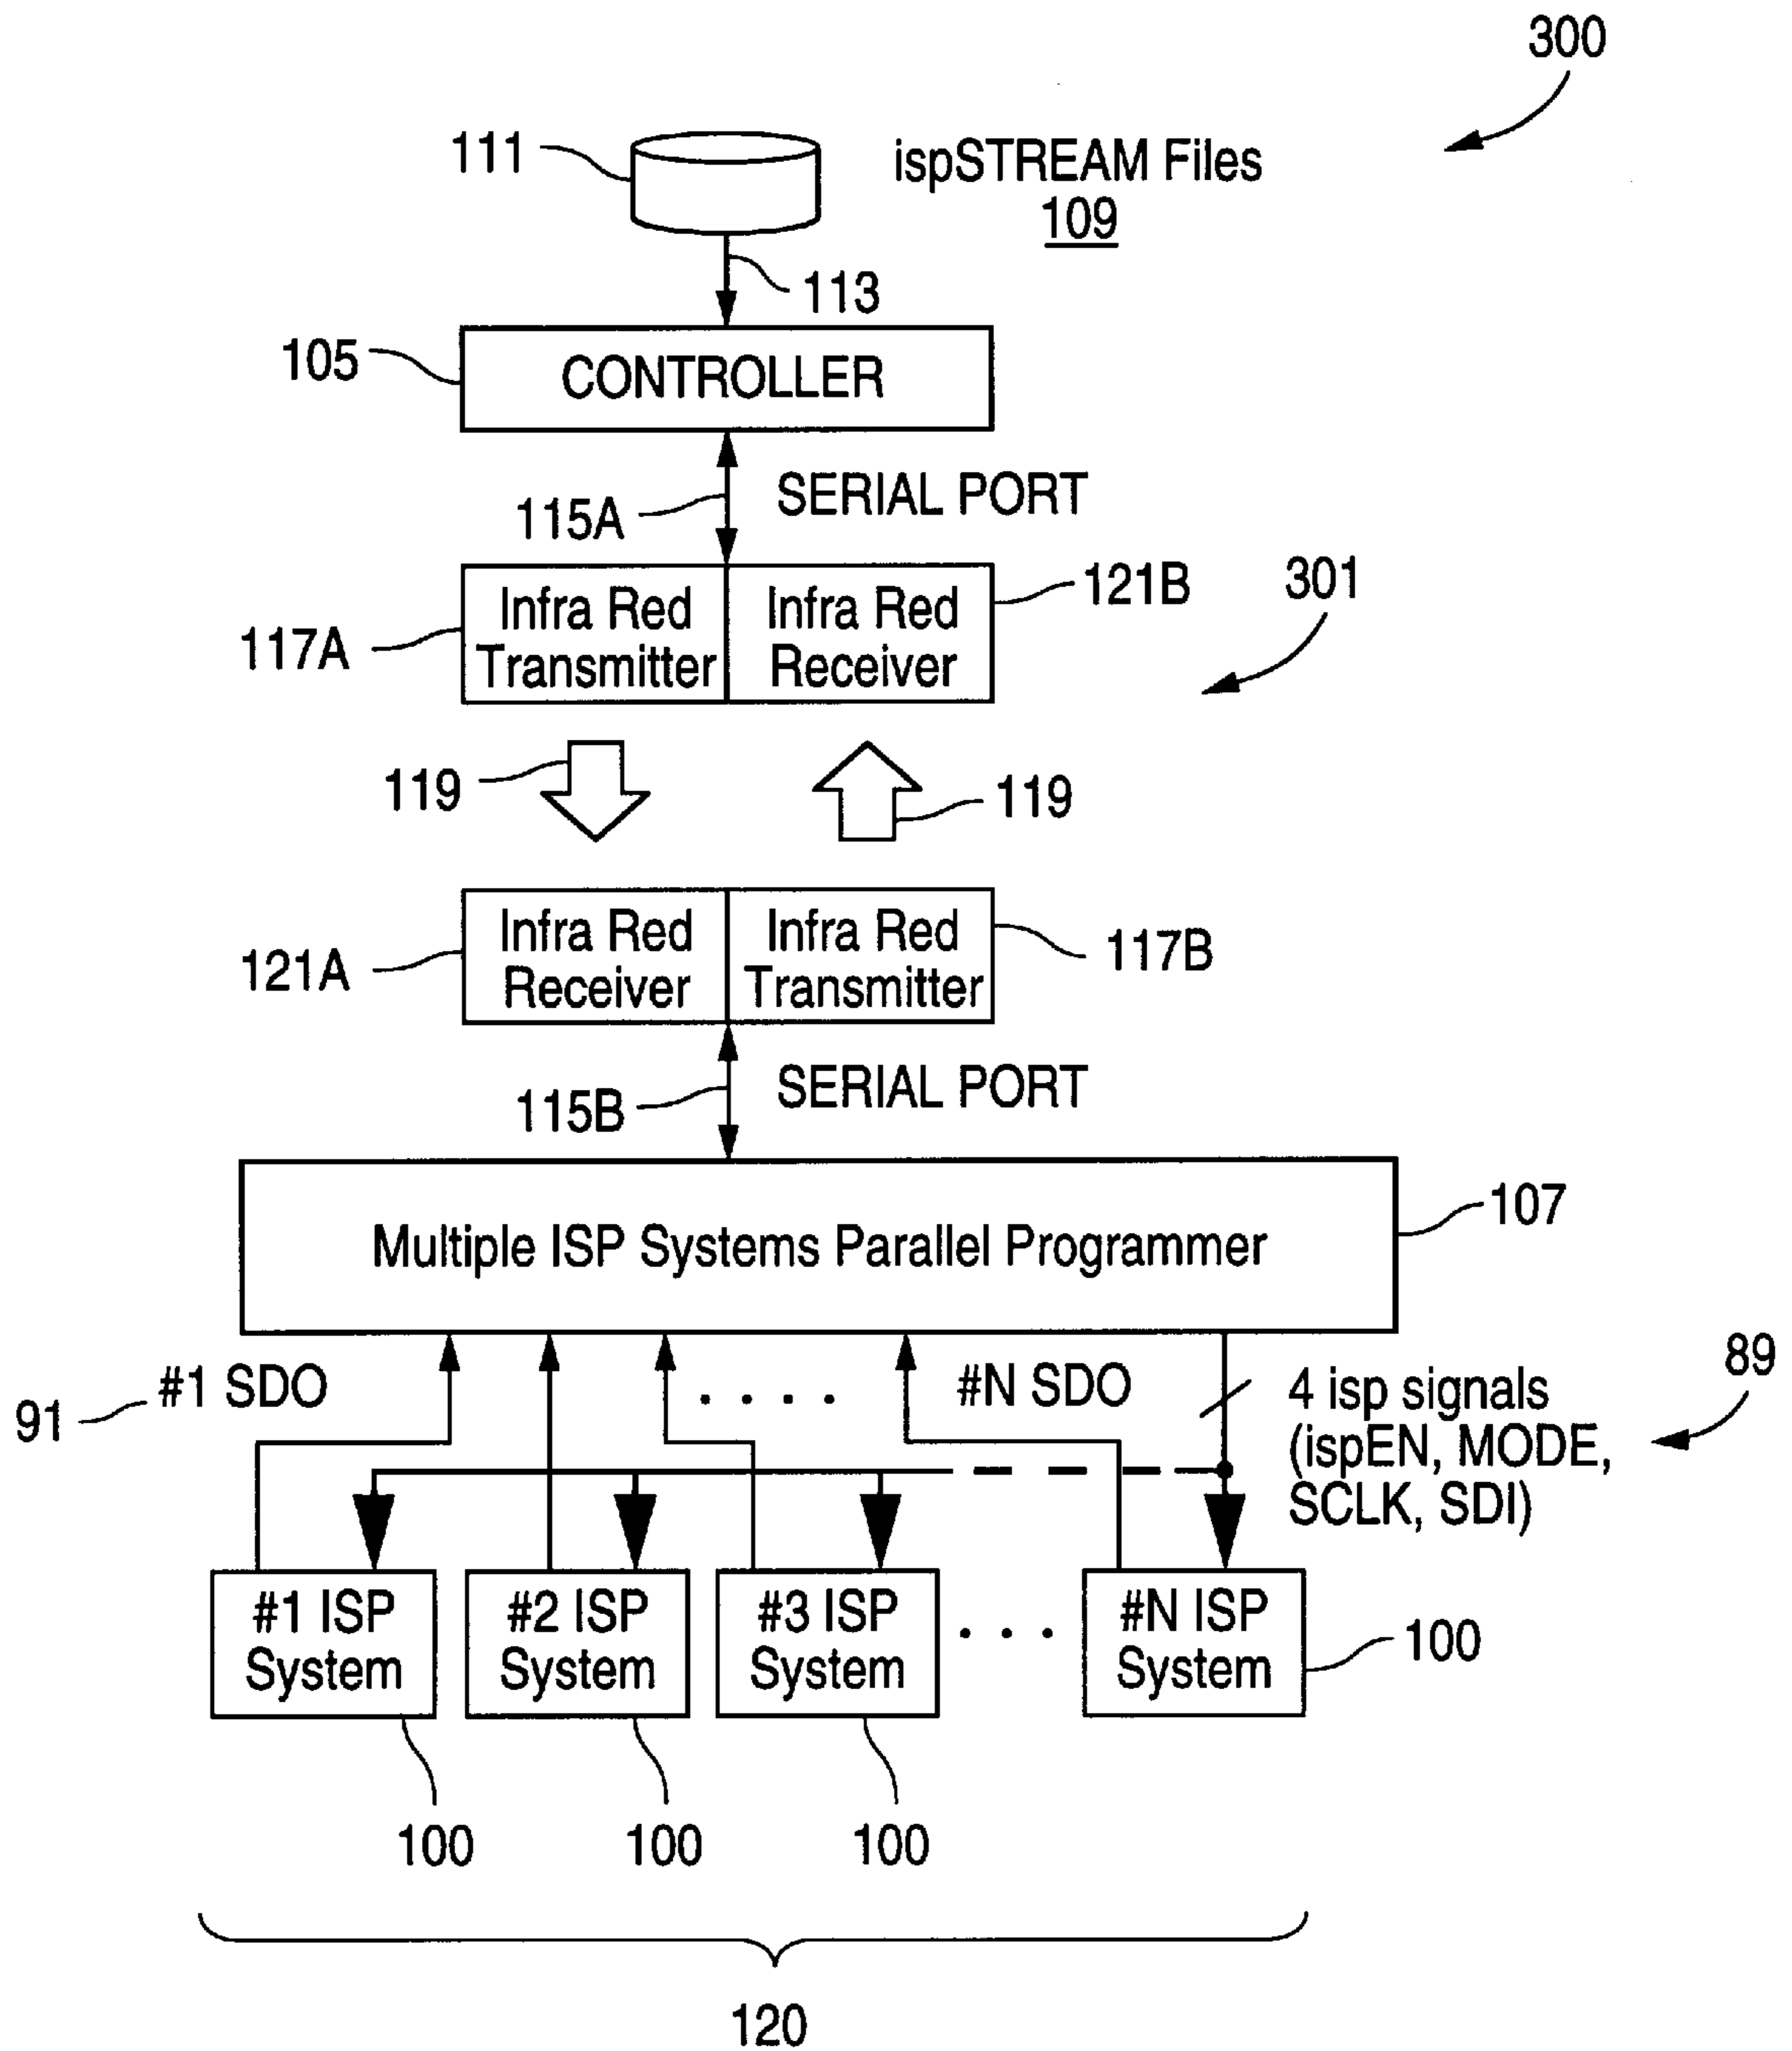 300
111
ispSTREAM Files
109
113
105
CONTROLLER
SERIAL PORT
115A
121B
301
Infra Red
Transmitter
Infra Red
Receiver
117A
119
119
Infra Red
Receiver
Infra Red
Transmitter
121A
117B
SERIAL PORT
115B
107
Multiple ISP Systems Parallel Programmer
89
91
#1 SDO
. . . .
#N SDO
4 isp signals
(ispEN, MODE,
SCLK, SDI)
#1 ISP
System
#2 ISP
System
#3 ISP
System
. . .
#N ISP
System
100
100
100
100
120